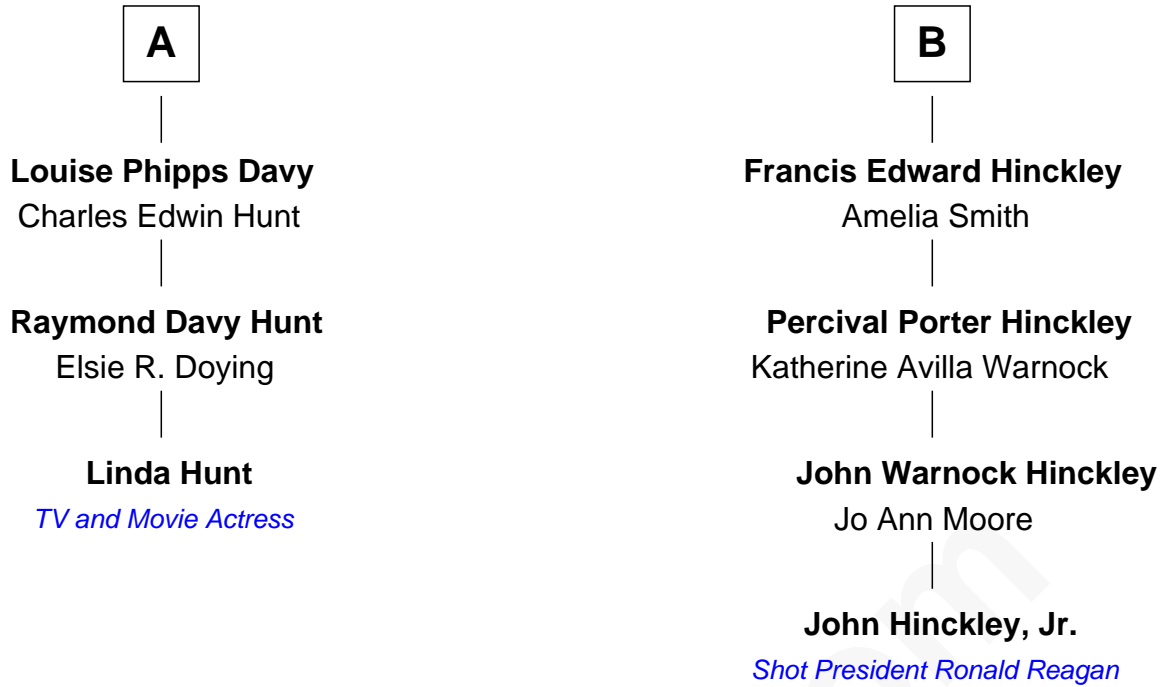 A
Louise Phipps Davy
Charles Edwin Hunt
Raymond Davy Hunt
Elsie R. Doying
Linda Hunt
TV and Movie Actress
B
Francis Edward Hinckley
Amelia Smith
Percival Porter Hinckley
Katherine Avilla Warnock
John Warnock Hinckley
Jo Ann Moore
John Hinckley, Jr.
Shot President Ronald Reagan